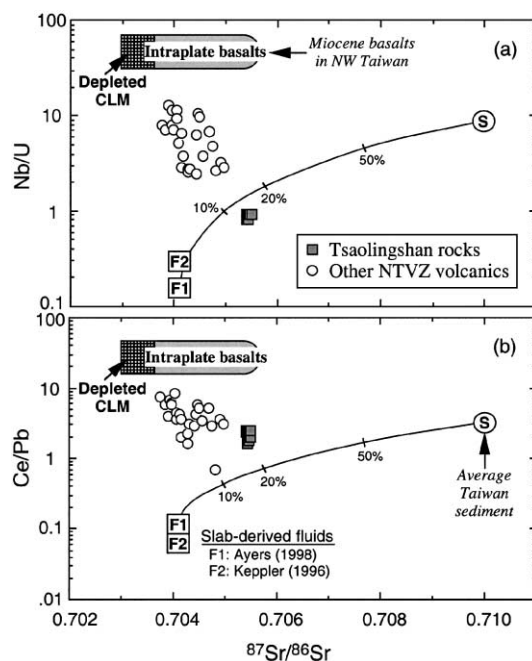 100
(a)
Intraplate basalts
Miocene basalts
in NW Taiwan
Depleted
CLM
10
S
50%
20%
10%
1
F2
F1
0.1
Nb/U
Tsaolingshan rocks
Other NTVZ volcanics
100
(b)
Intraplate basalts
Depleted
CLM
10
S
50%
20%
10%
1
Average
Taiwan
sediment
0.1
F1
F2
Slab-derived fluids
F1: Ayers (1998)
F2: Keppler (1996)
.01
Ce/Pb
0.702 0.704 0.706 0.708 0.710
87Sr/86Sr